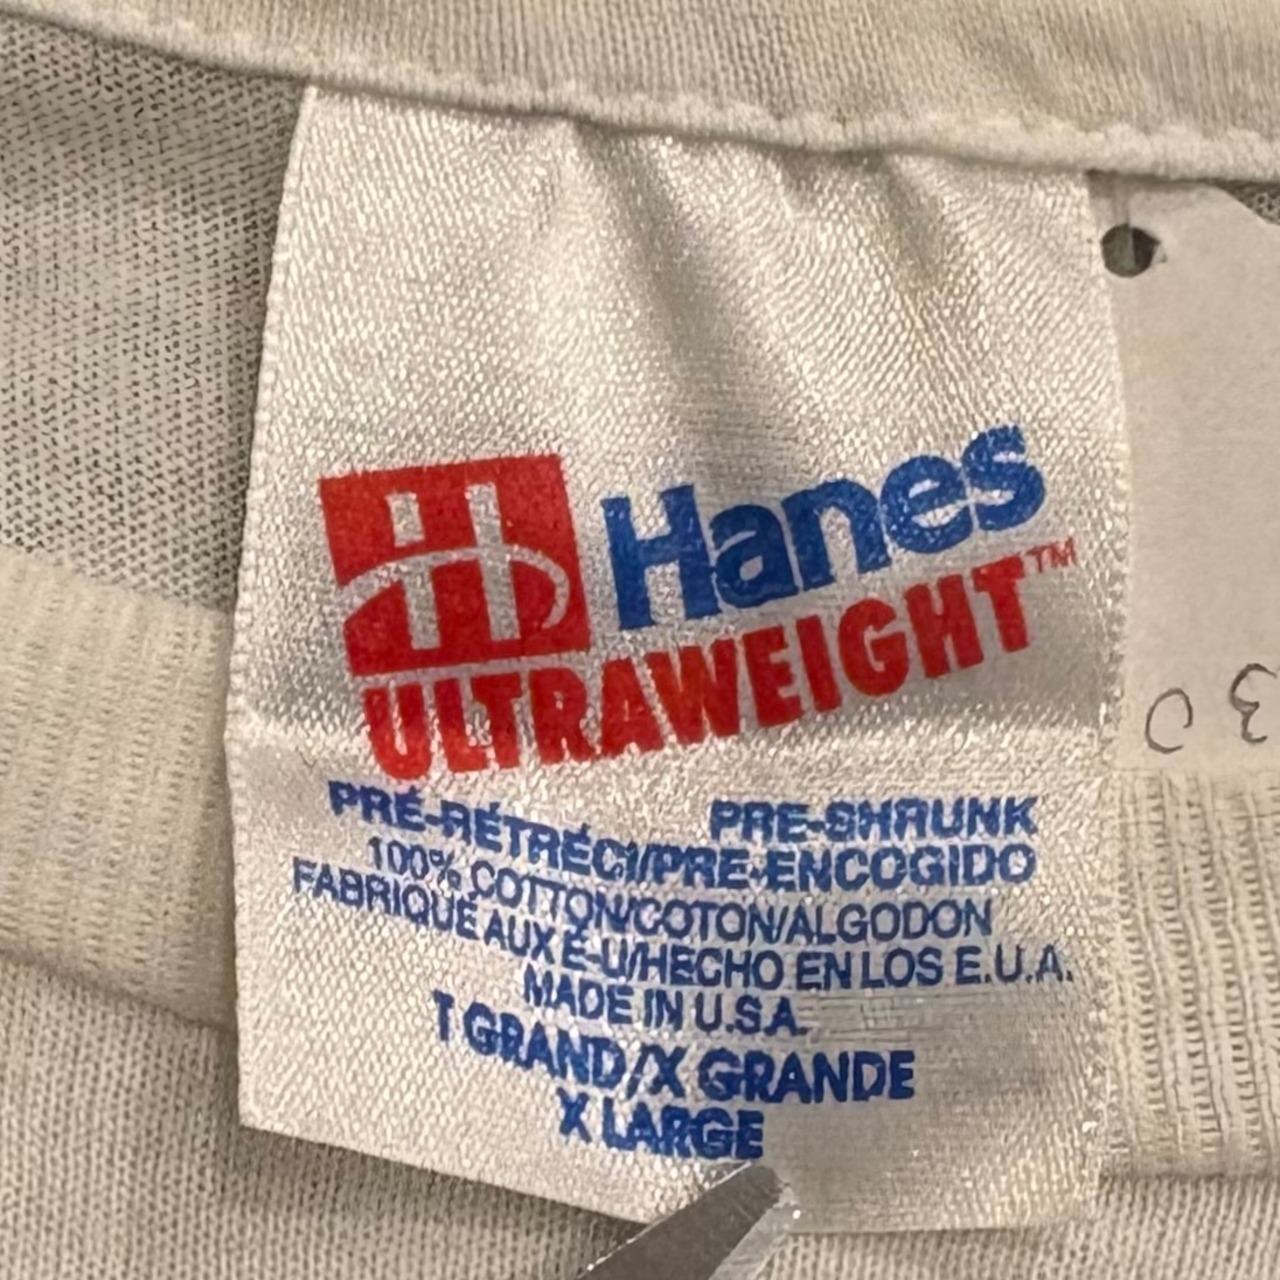 Hanes
ULTRAWEIGHT™
PRE-SHRUNK
PRÉ-RÉTRÉCI/PRE-ENCOGIDO
100% COTTON/COTON/ALGODON
FABRIQUÉ AUX É-U/HECHO EN LOS E.U.A.
MADE IN U.S.A.
T GRAND/X GRANDE
X LARGE